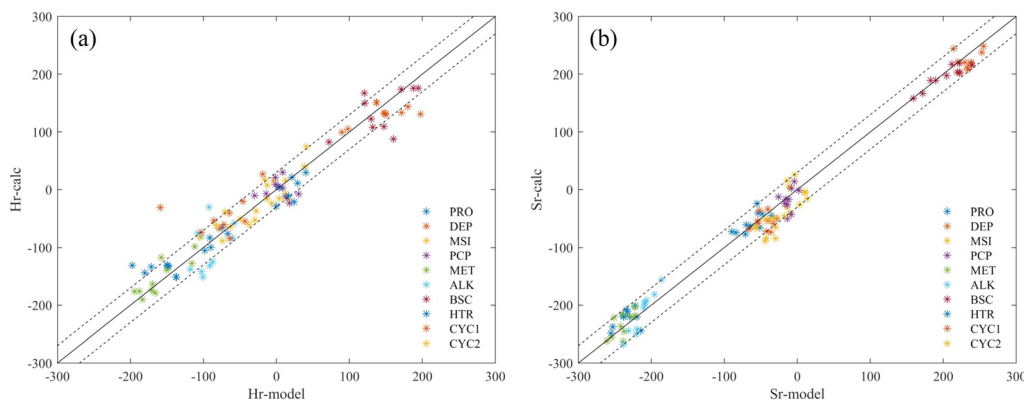 (a)
300
200
100
0
-100
-200
-300
Hr-calc
-300
-200
-100
0
100
200
300
Hr-model
PRO
DEP
MSI
PCP
MET
ALK
BSC
HTR
CYC1
CYC2
(b)
300
200
100
0
-100
-200
-300
Sr-calc
-300
-200
-100
0
100
200
300
Sr-model
PRO
DEP
MSI
PCP
MET
ALK
BSC
HTR
CYC1
CYC2